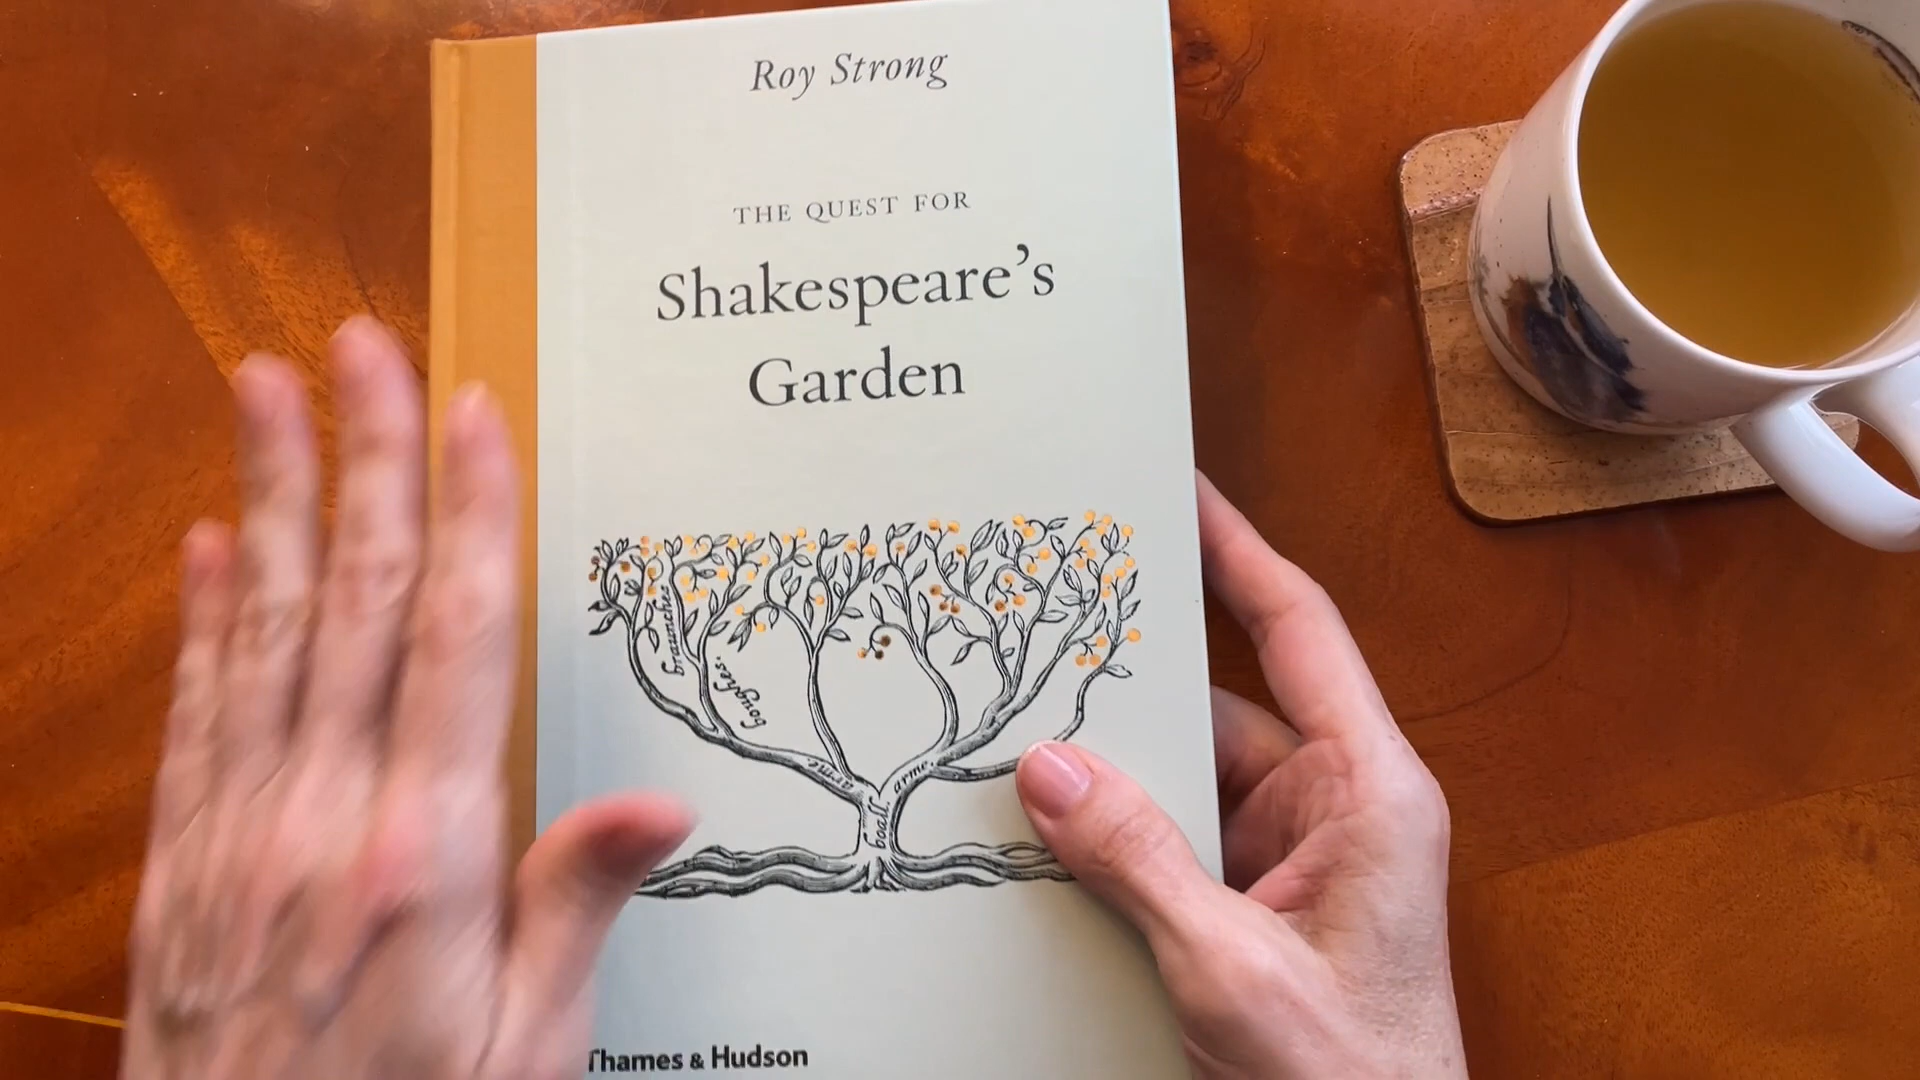 Roy Strong
THE QUEST FOR
Shakespeare's
Garden
braunches
boughes.
arme.
arme.
boall.
Thames & Hudson